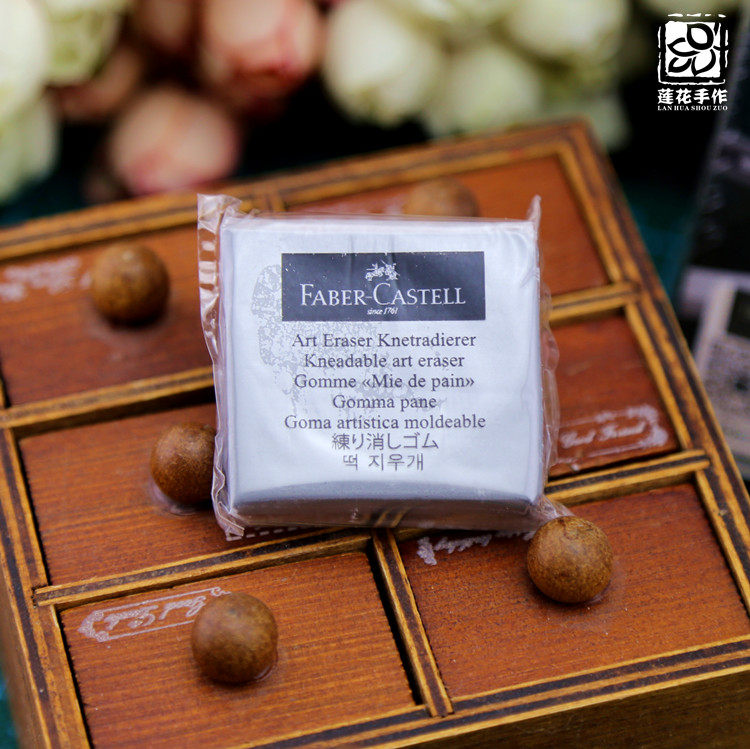 莲花手作
LAN HUA SHOU ZUO
FABER-CASTELL
since 1761
Art Eraser Knetradierer
Kneadable art eraser
Gomme «Mie de pain»
Gomma pane
Goma artística moldeable
練り消しゴム
떡 지우개